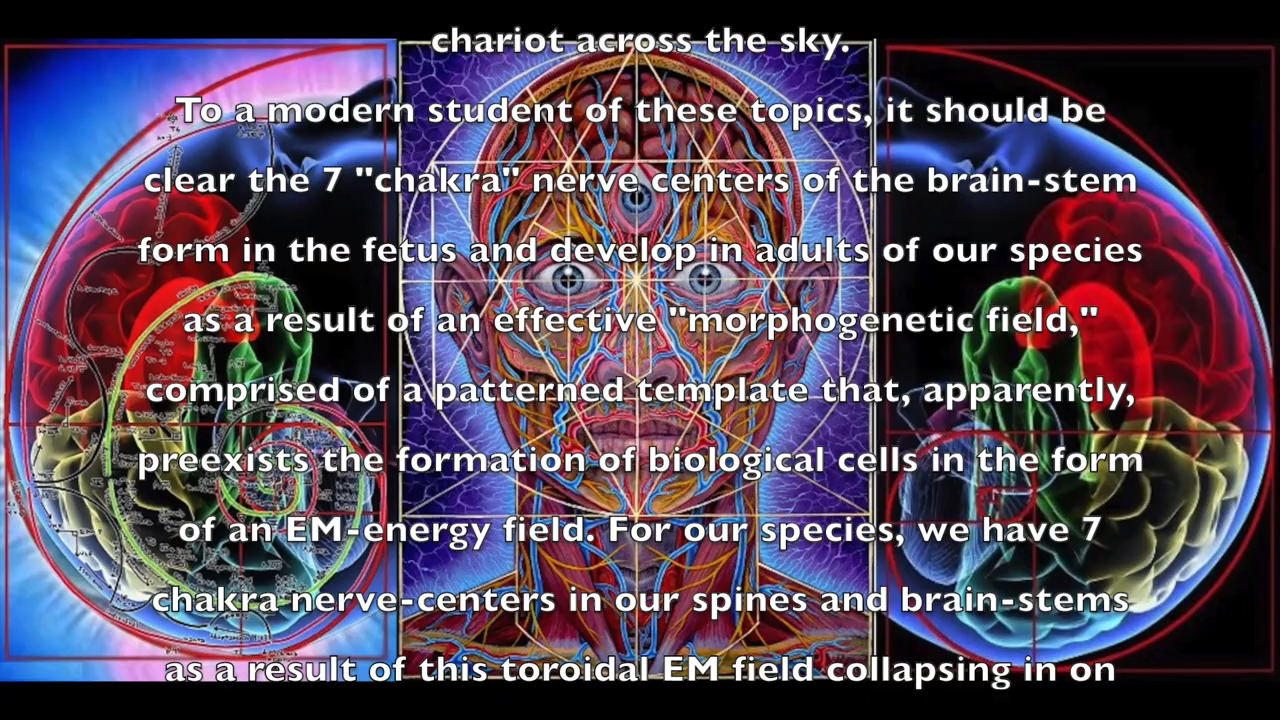 chariot across the sky.
To a modern student of these topics, it should be
clear the 7 "chakra" nerve centers of the brain-stem
form in the fetus and develop in adults of our species
as a result of an effective "morphogenetic field,"
comprised of a patterned template that, apparently,
preexists the formation of biological cells in the form
of an EM-energy field. For our species, we have 7
chakra nerve-centers in our spines and brain-stems
as a result of this toroidal EM field collapsing in on